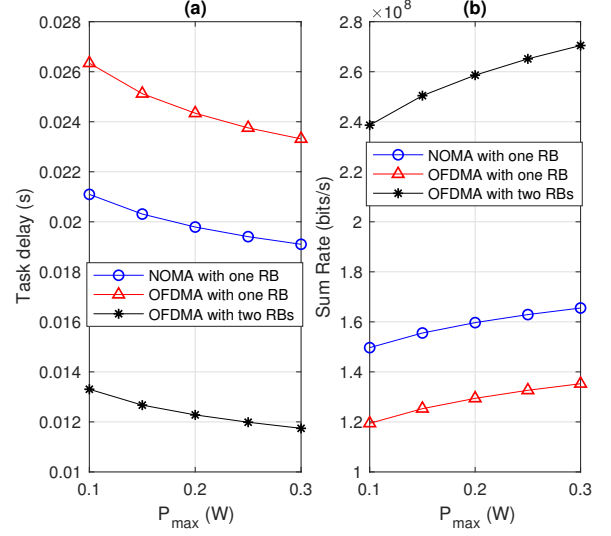 (a)
0.028
0.026
0.024
0.022
0.02
0.018
0.016
0.014
0.012
0.01
Task delay (s)
NOMA with one RB
OFDMA with one RB
OFDMA with two RBs
0.1
0.2
0.3
P_max (W)
(b)
×10^8
2.8
2.6
2.4
2.2
2
1.8
1.6
1.4
1.2
1
Sum Rate (bits/s)
NOMA with one RB
OFDMA with one RB
OFDMA with two RBs
0.1
0.2
0.3
P_max (W)